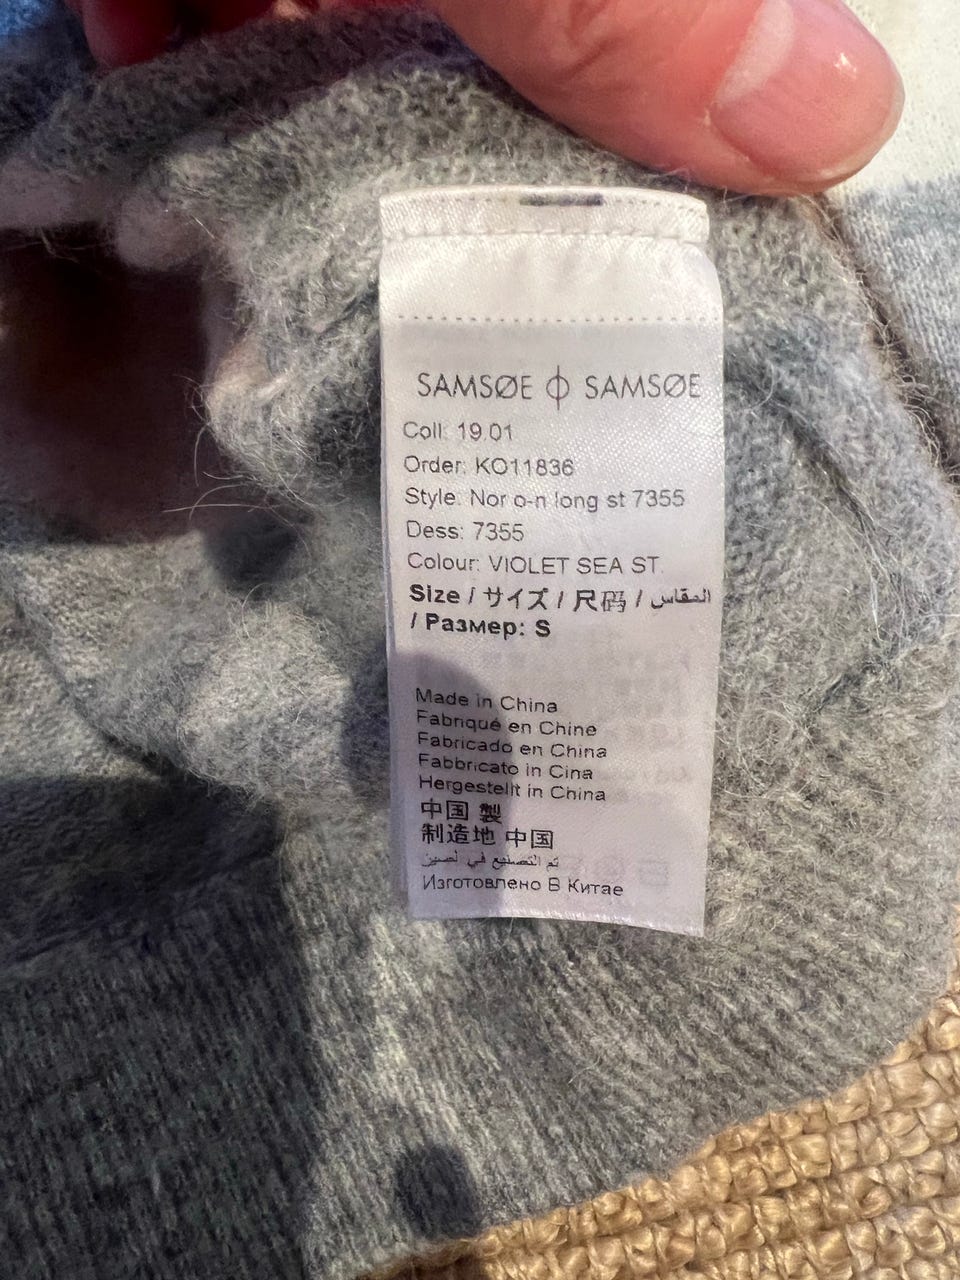 SAMSØE ϕ SAMSØE
Coll: 19.01
Order: KO11836
Style: Nor o-n long st 7355
Dess: 7355
Colour: VIOLET SEA ST.
Size / サイズ / 尺码 / المقاس
/ Размер: S
Made in China
Fabriqué en Chine
Fabricado en China
Fabbricato in Cina
Hergestellt in China
中国 製
制造地 中国
تم التصنيع في لصين
Изготовлено В Китае